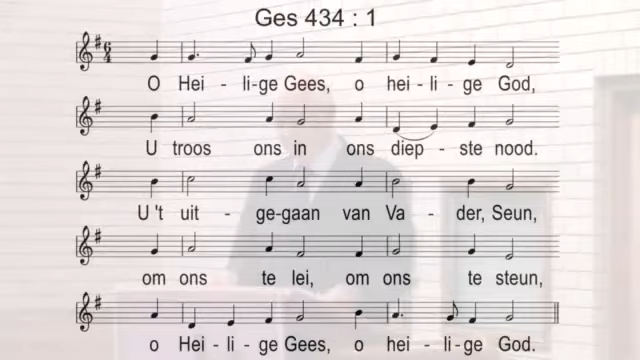 Ges 434 : 1
O Hei - li-ge Gees, o hei - li - ge God,
U troos ons in ons diep - ste nood.
U 't uit - ge-gaan van Va - der, Seun,
om ons te lei, om ons te steun,
o Hei - li - ge Gees, o hei - li - ge God.